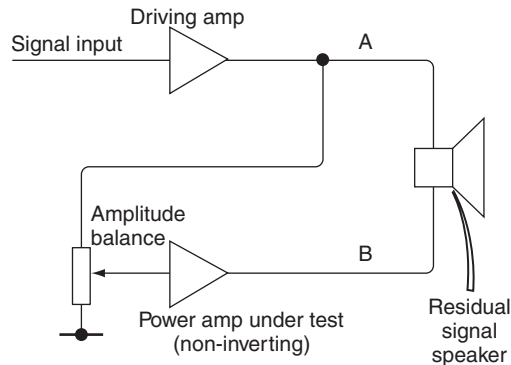 Driving amp
Signal input
A
Amplitude
balance
B
Power amp under test
(non-inverting)
Residual
signal
speaker